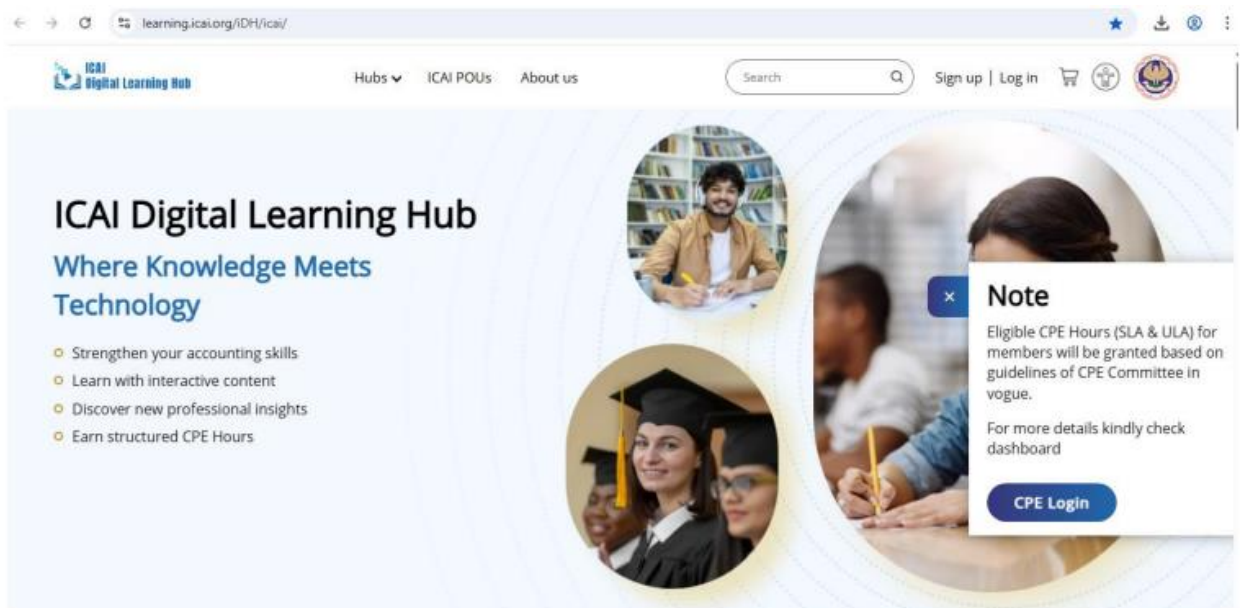 learning.icai.org/iDH/icai/
ICAI
Digital Learning Hub
Hubs
ICAI POUs
About us
Search
Sign up | Log in
ICAI Digital Learning Hub
Where Knowledge Meets
Technology
Strengthen your accounting skills
Learn with interactive content
Discover new professional insights
Earn structured CPE Hours
Note
Eligible CPE Hours (SLA & ULA) for
members will be granted based on
guidelines of CPE Committee in
vogue.
For more details kindly check
dashboard
CPE Login